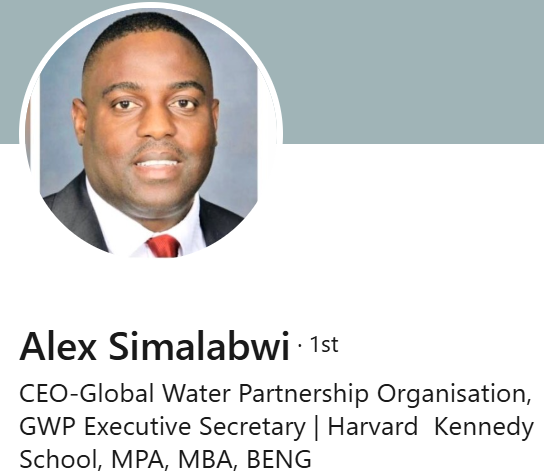 Alex Simalabwi · 1st
CEO-Global Water Partnership Organisation,
GWP Executive Secretary | Harvard  Kennedy
School, MPA, MBA, BENG